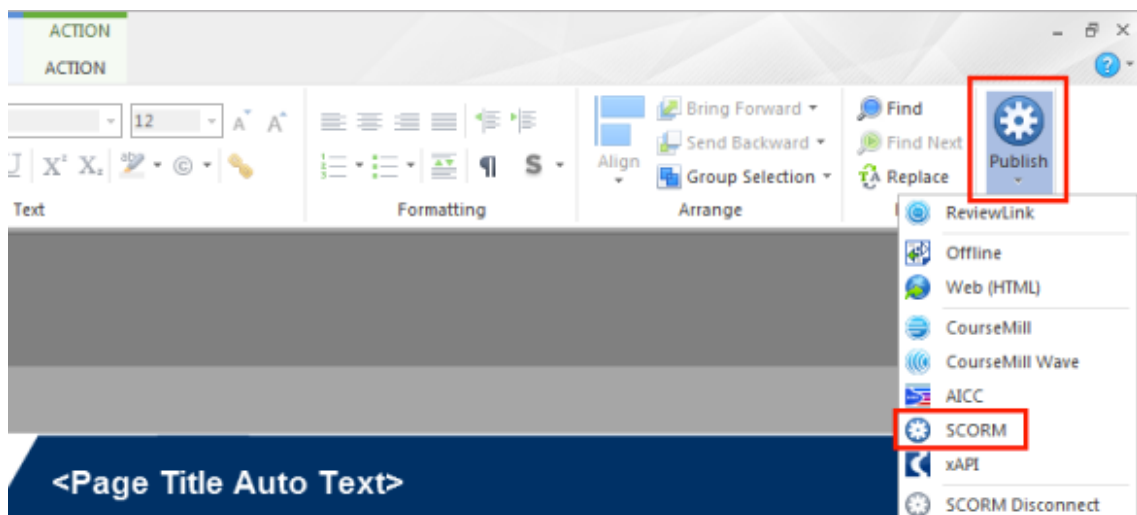 ACTION
ACTION
12
Text
Formatting
Align
Bring Forward
Send Backward
Group Selection
Arrange
Find
Find Next
Replace
Publish
ReviewLink
Offline
Web (HTML)
CourseMill
CourseMill Wave
AICC
SCORM
xAPI
SCORM Disconnect
<Page Title Auto Text>